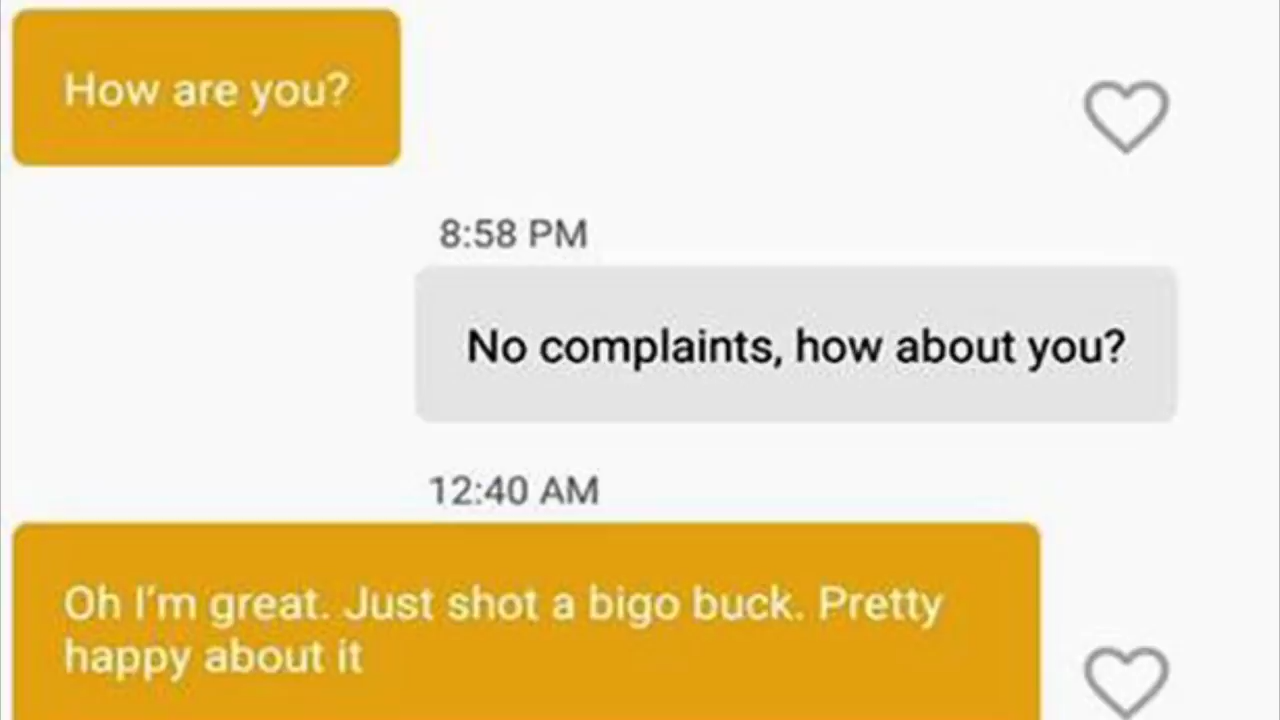 How are you?
8:58 PM
No complaints, how about you?
12:40 AM
Oh I'm great. Just shot a bigo buck. Pretty
happy about it